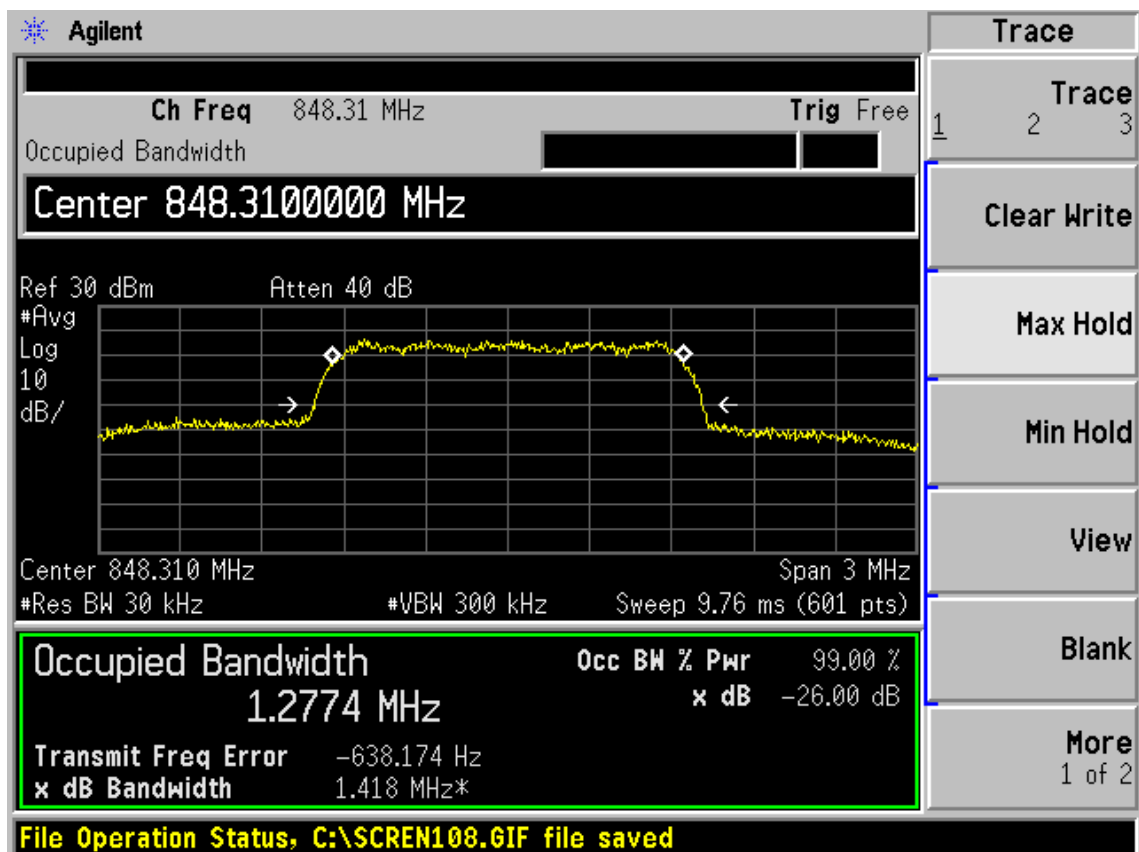 Agilent
Trace
Ch Freq 848.31 MHz Trig Free
Occupied Bandwidth
Center 848.3100000 MHz
Ref 30 dBm Atten 40 dB
#Avg
Log
10
dB/
Center 848.310 MHz Span 3 MHz
#Res BW 30 kHz #VBW 300 kHz Sweep 9.76 ms (601 pts)
Occupied Bandwidth
1.2774 MHz
Occ BW % Pwr 99.00 %
x dB -26.00 dB
Transmit Freq Error -638.174 Hz
x dB Bandwidth 1.418 MHz*
File Operation Status, C:\SCREN108.GIF file saved
Trace
1 2 3
Clear Write
Max Hold
Min Hold
View
Blank
More
1 of 2